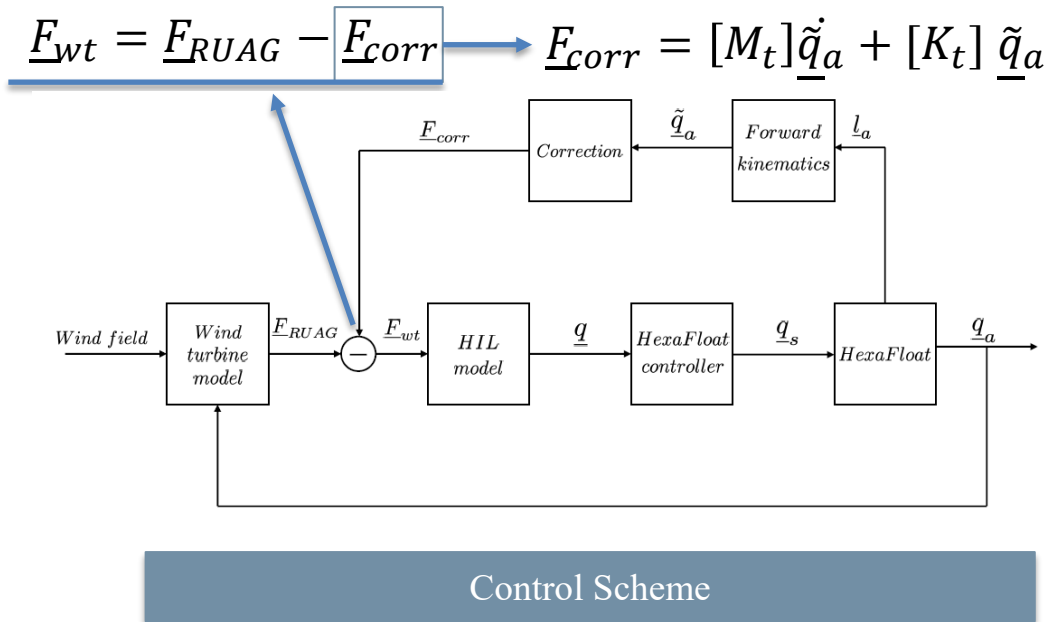 F_wt = F_RUAG − F_corr
F_corr = [M_t] q̃̇_a + [K_t] q̃_a
F_corr
Correction
q̃_a
Forward
kinematics
l_a
Wind field
Wind
turbine
model
F_RUAG
−
F_wt
HIL
model
q
HexaFloat
controller
q_s
HexaFloat
q_a
Control Scheme